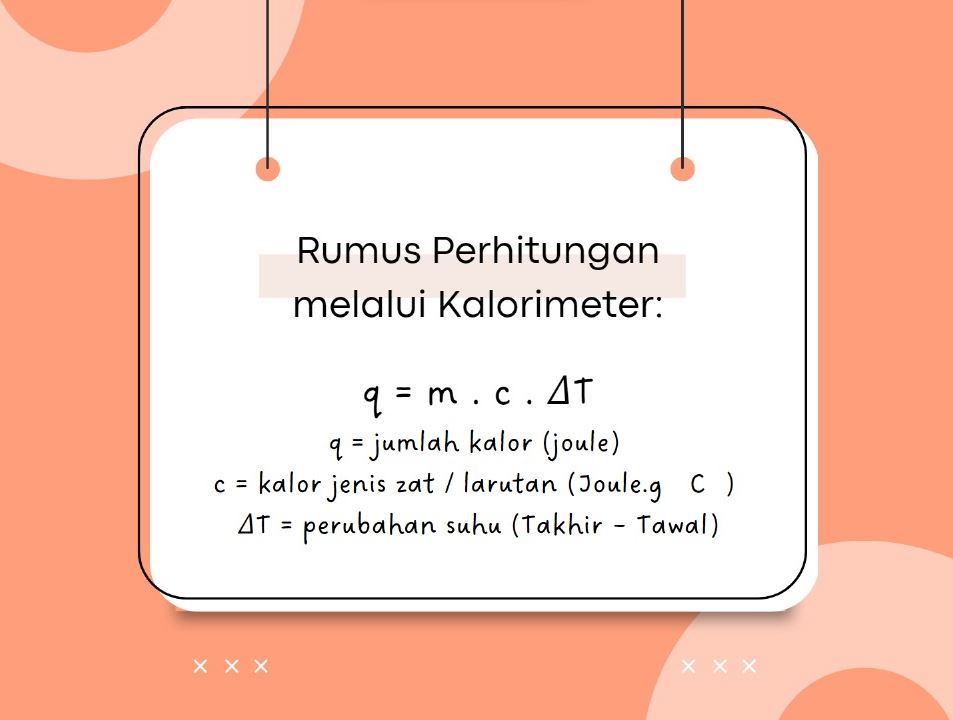 Rumus Perhitungan
melalui Kalorimeter:
q = m . c . ΔT
q = jumlah kalor (joule)
c = kalor jenis zat / larutan (Joule.g C )
ΔT = perubahan suhu (Takhir - Tawal)